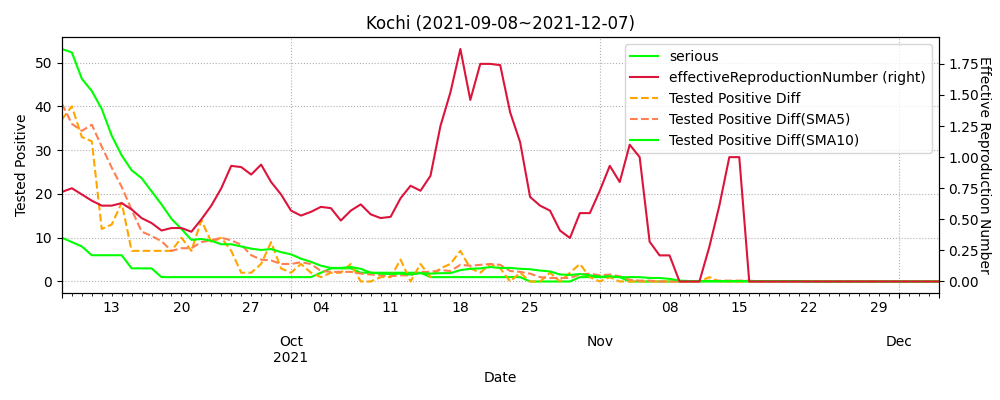 Kochi (2021-09-08~2021-12-07)
serious
effectiveReproductionNumber (right)
Tested Positive Diff
Tested Positive Diff(SMA5)
Tested Positive Diff(SMA10)
Tested Positive
50
40
30
20
10
0
Effective Reproduction Number
1.75
1.50
1.25
1.00
0.75
0.50
0.25
0.00
13 20 27 04 11 18 25 08 15 22 29
Oct Nov Dec
2021
Date